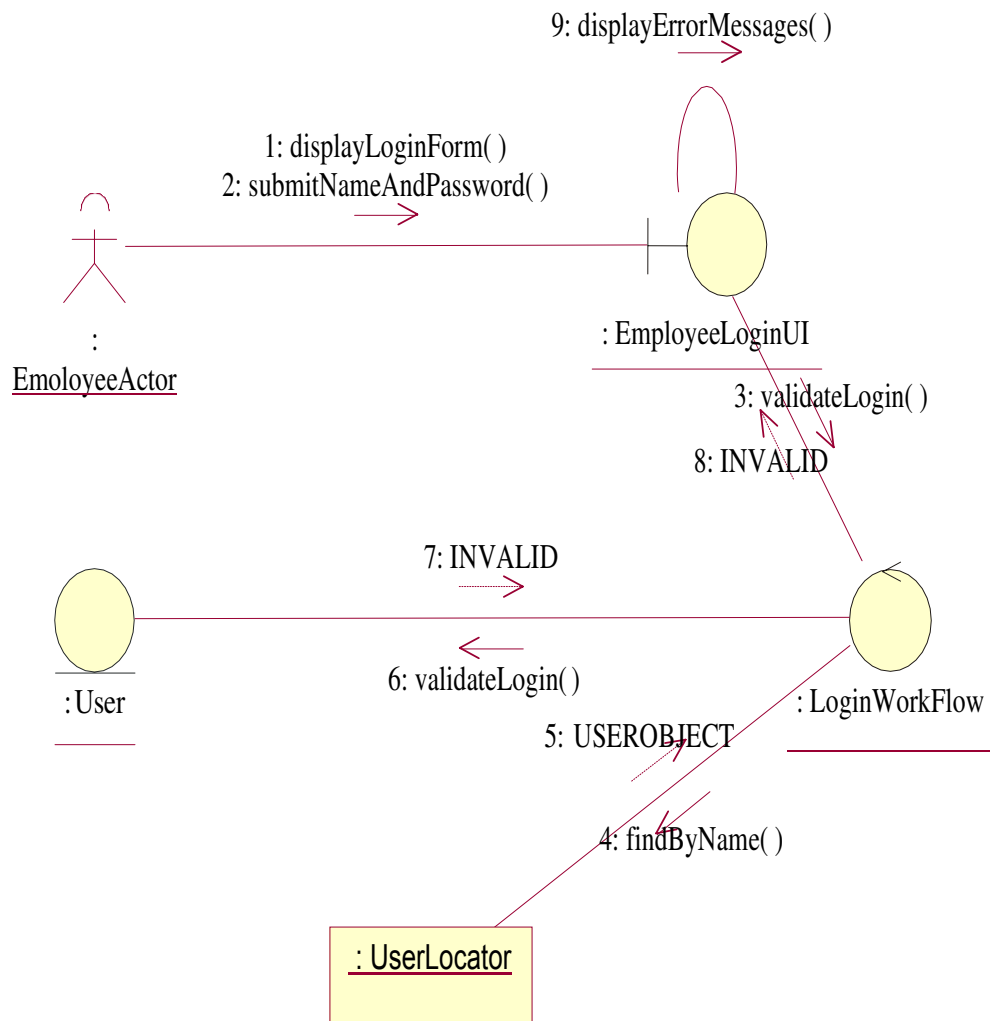 9: displayErrorMessages( )
1: displayLoginForm( )
2: submitNameAndPassword( )
: EmployeeLoginUI
:
EmoloyeeActor
3: validateLogin( )
8: INVALID
7: INVALID
6: validateLogin( )
: User
: LoginWorkFlow
5: USEROBJECT
4: findByName( )
: UserLocator